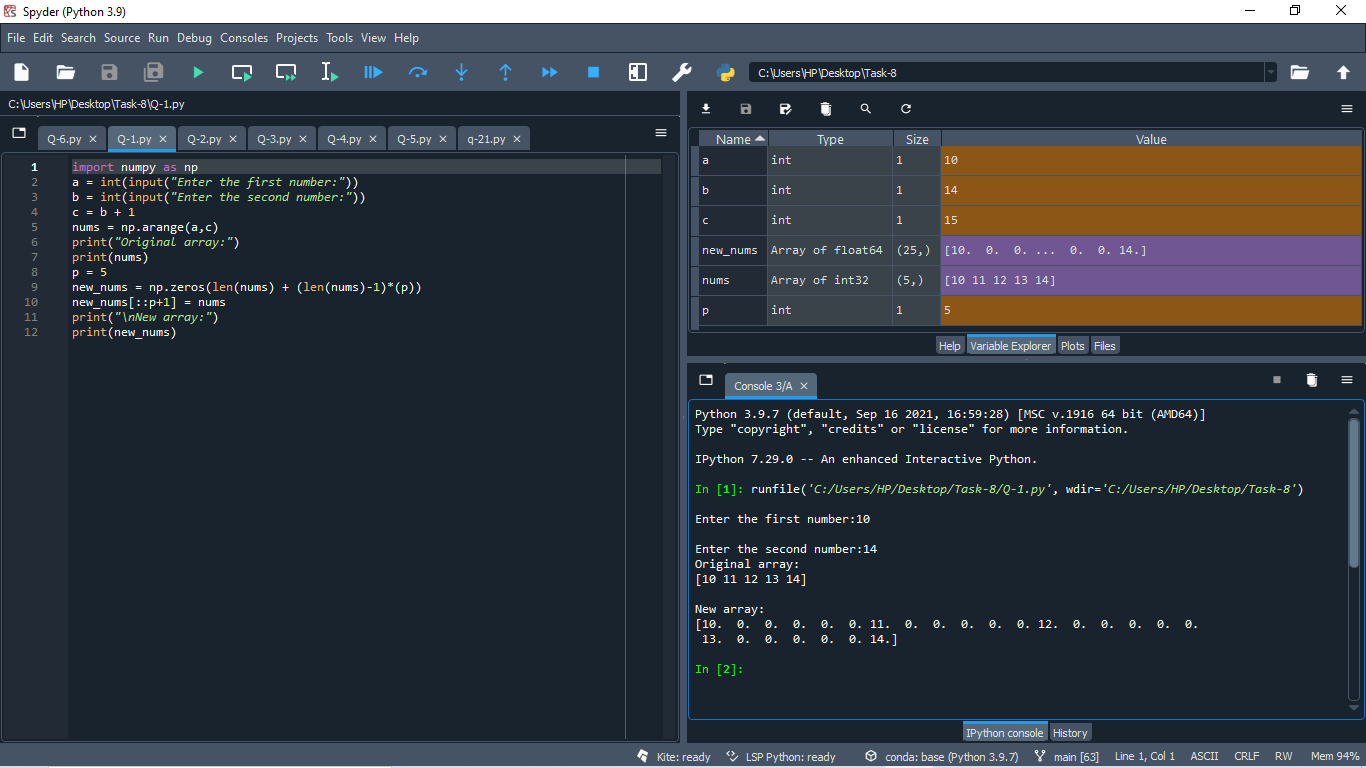 Spyder (Python 3.9)
File Edit Search Source Run Debug Consoles Projects Tools View Help
C:\Users\HP\Desktop\Task-8
C:\Users\HP\Desktop\Task-8\Q-1.py
Q-6.py Q-1.py Q-2.py Q-3.py Q-4.py Q-5.py q-21.py
1 import numpy as np
2 a = int(input("Enter the first number:"))
3 b = int(input("Enter the second number:"))
4 c = b + 1
5 nums = np.arange(a,c)
6 print("Original array:")
7 print(nums)
8 p = 5
9 new_nums = np.zeros(len(nums) + (len(nums)-1)*(p))
10 new_nums[::p+1] = nums
11 print("\nNew array:")
12 print(new_nums)
Name Type Size Value
a int 1 10
b int 1 14
c int 1 15
new_nums Array of float64 (25,) [10. 0. 0. ... 0. 0. 14.]
nums Array of int32 (5,) [10 11 12 13 14]
p int 1 5
Help Variable Explorer Plots Files
Console 3/A
Python 3.9.7 (default, Sep 16 2021, 16:59:28) [MSC v.1916 64 bit (AMD64)]
Type "copyright", "credits" or "license" for more information.
IPython 7.29.0 -- An enhanced Interactive Python.
In [1]: runfile('C:/Users/HP/Desktop/Task-8/Q-1.py', wdir='C:/Users/HP/Desktop/Task-8')
Enter the first number:10
Enter the second number:14
Original array:
[10 11 12 13 14]
New array:
[10. 0. 0. 0. 0. 0. 11. 0. 0. 0. 0. 0. 12. 0. 0. 0. 0. 0.
13. 0. 0. 0. 0. 0. 14.]
In [2]:
IPython console History
Kite: ready LSP Python: ready conda: base (Python 3.9.7) main [63] Line 1, Col 1 ASCII CRLF RW Mem 94%